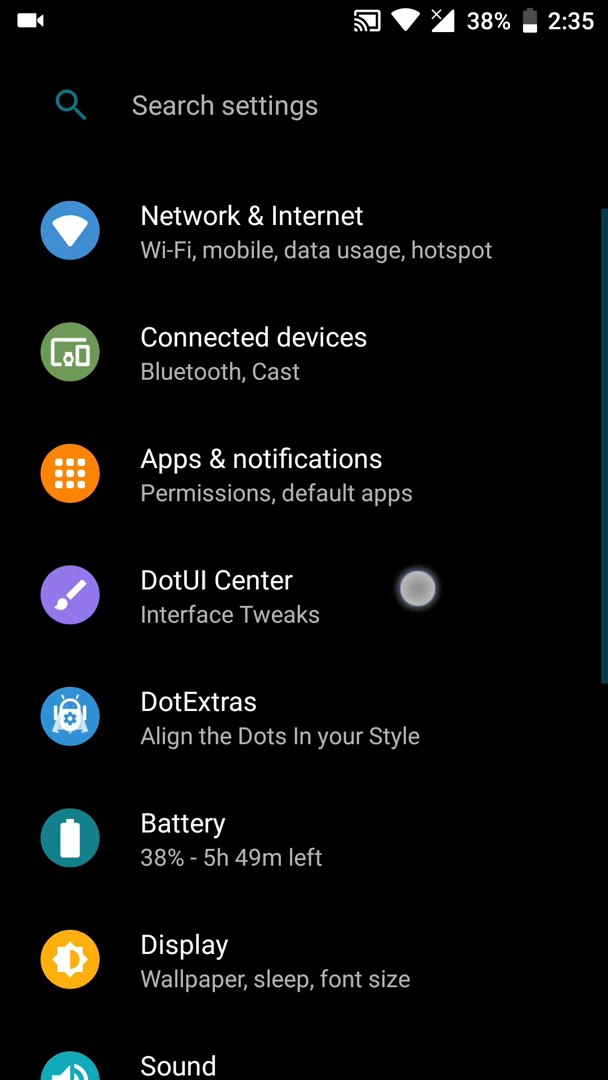 38% 2:35
Search settings
Network & Internet
Wi-Fi, mobile, data usage, hotspot
Connected devices
Bluetooth, Cast
Apps & notifications
Permissions, default apps
DotUI Center
Interface Tweaks
DotExtras
Align the Dots In your Style
Battery
38% - 5h 49m left
Display
Wallpaper, sleep, font size
Sound